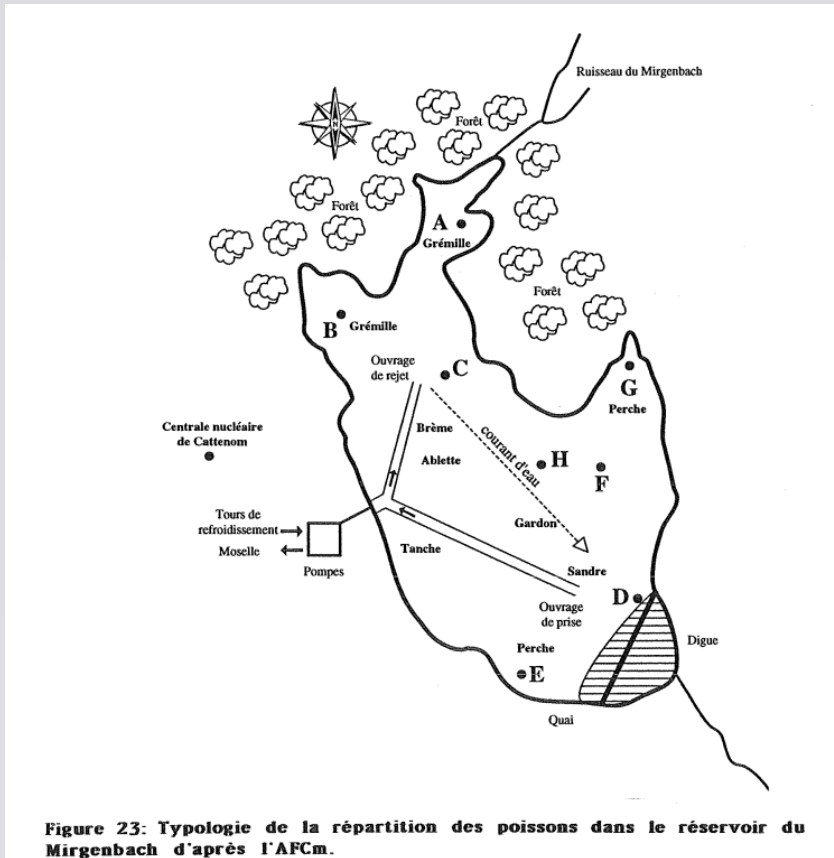 Ruisseau du Mirgenbach
Forêt
N
Forêt
A
Grémille
Forêt
B
Grémille
Ouvrage
de rejet
C
G
Perche
Centrale nucléaire
de Cattenom
Brème
Ablette
courant d'eau
H
F
Tours de
refroidissement
Moselle
Pompes
Gardon
Tanche
Sandre
D
Ouvrage
de prise
Digue
Perche
E
Quai
Figure 23: Typologie de la répartition des poissons dans le réservoir du
Mirgenbach d'après l'AFCm.